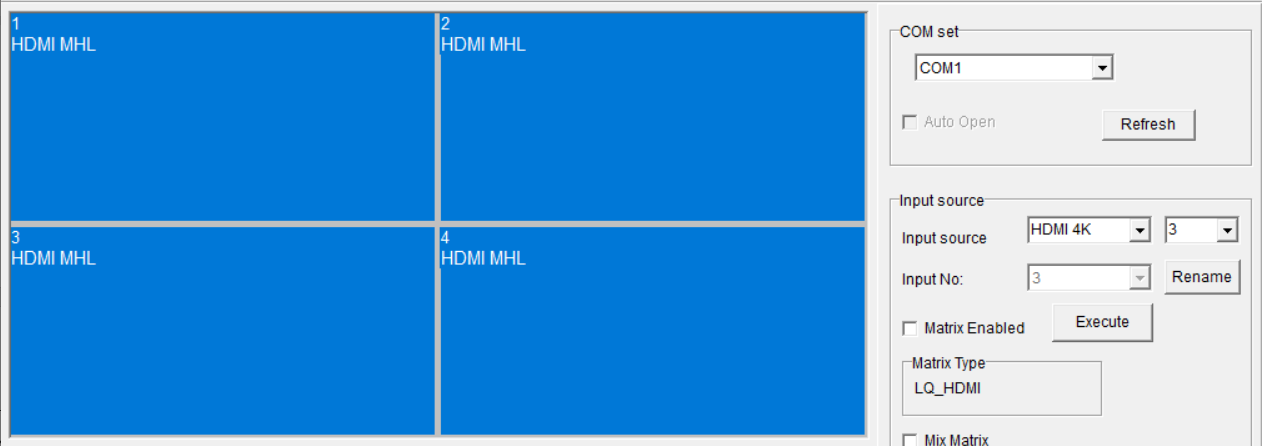 1
HDMI MHL
2
HDMI MHL
3
HDMI MHL
4
HDMI MHL
COM set
COM1
Auto Open
Refresh
Input source
Input source
HDMI 4K
3
Input No:
3
Rename
Matrix Enabled
Execute
Matrix Type
LQ_HDMI
Mix Matrix